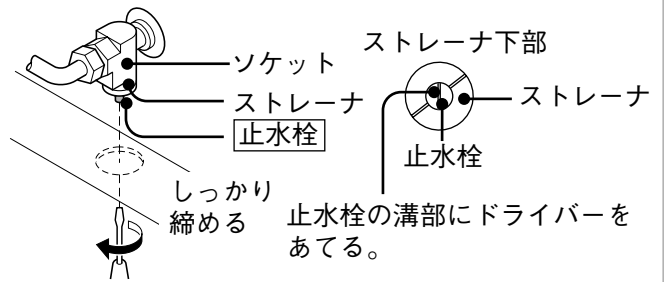 ソケット
ストレーナ
止水栓
しっかり
締める
ストレーナ下部
ストレーナ
止水栓
止水栓の溝部にドライバーを
あてる。